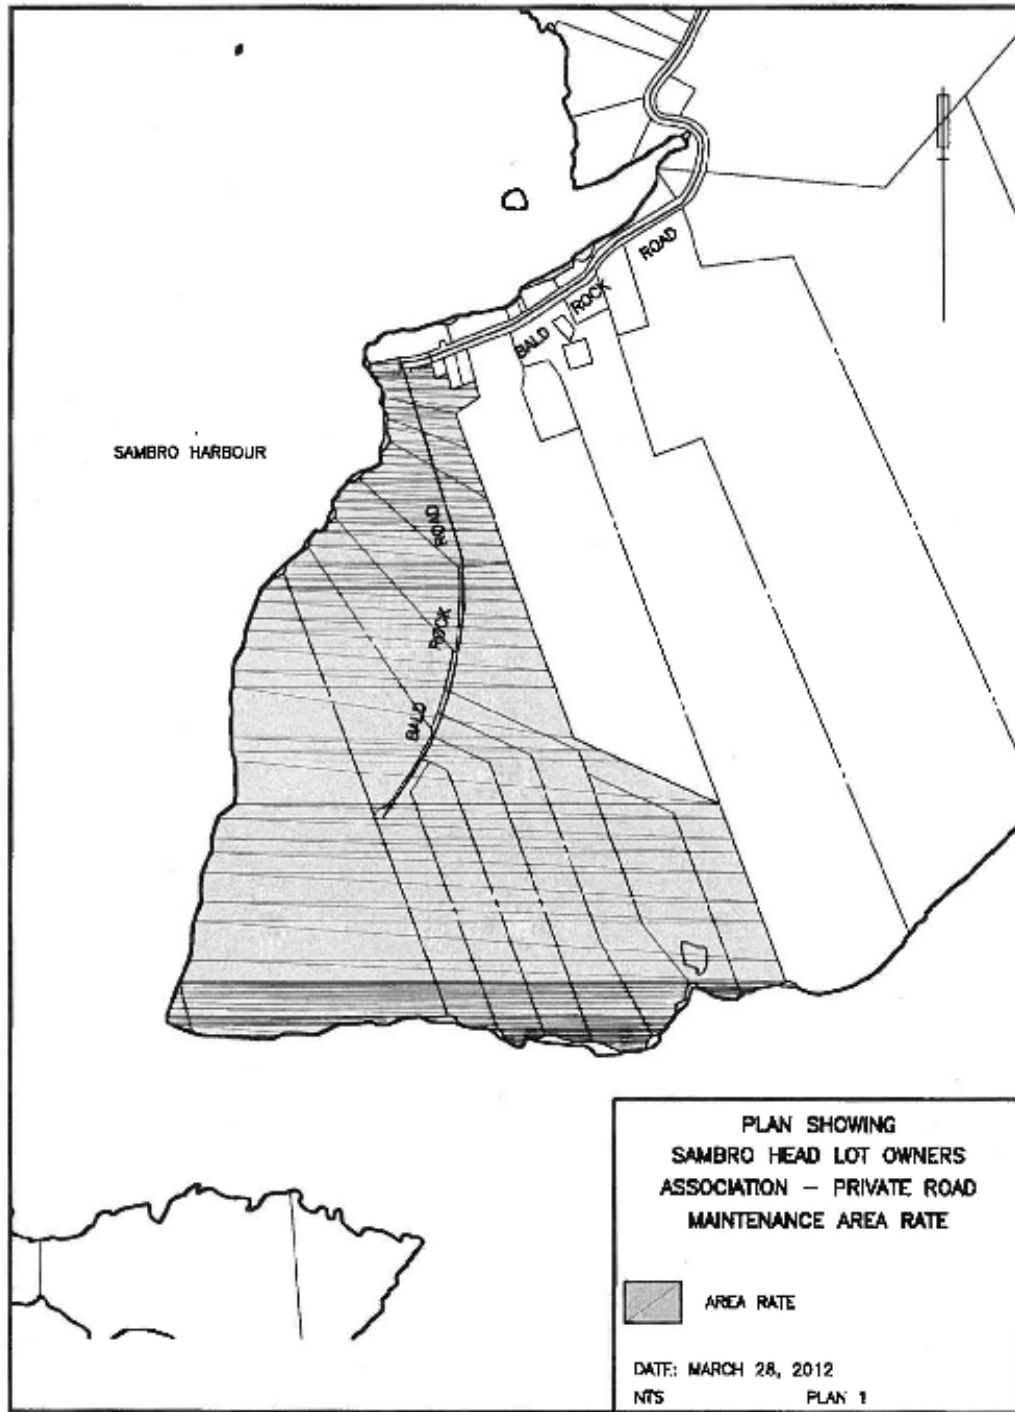 ROAD
ROCK
BALD
SAMBRO HARBOUR
ROAD
ROCK
BALD
PLAN SHOWING
SAMBRO HEAD LOT OWNERS
ASSOCIATION – PRIVATE ROAD
MAINTENANCE AREA RATE
AREA RATE
DATE: MARCH 28, 2012
NTS PLAN 1